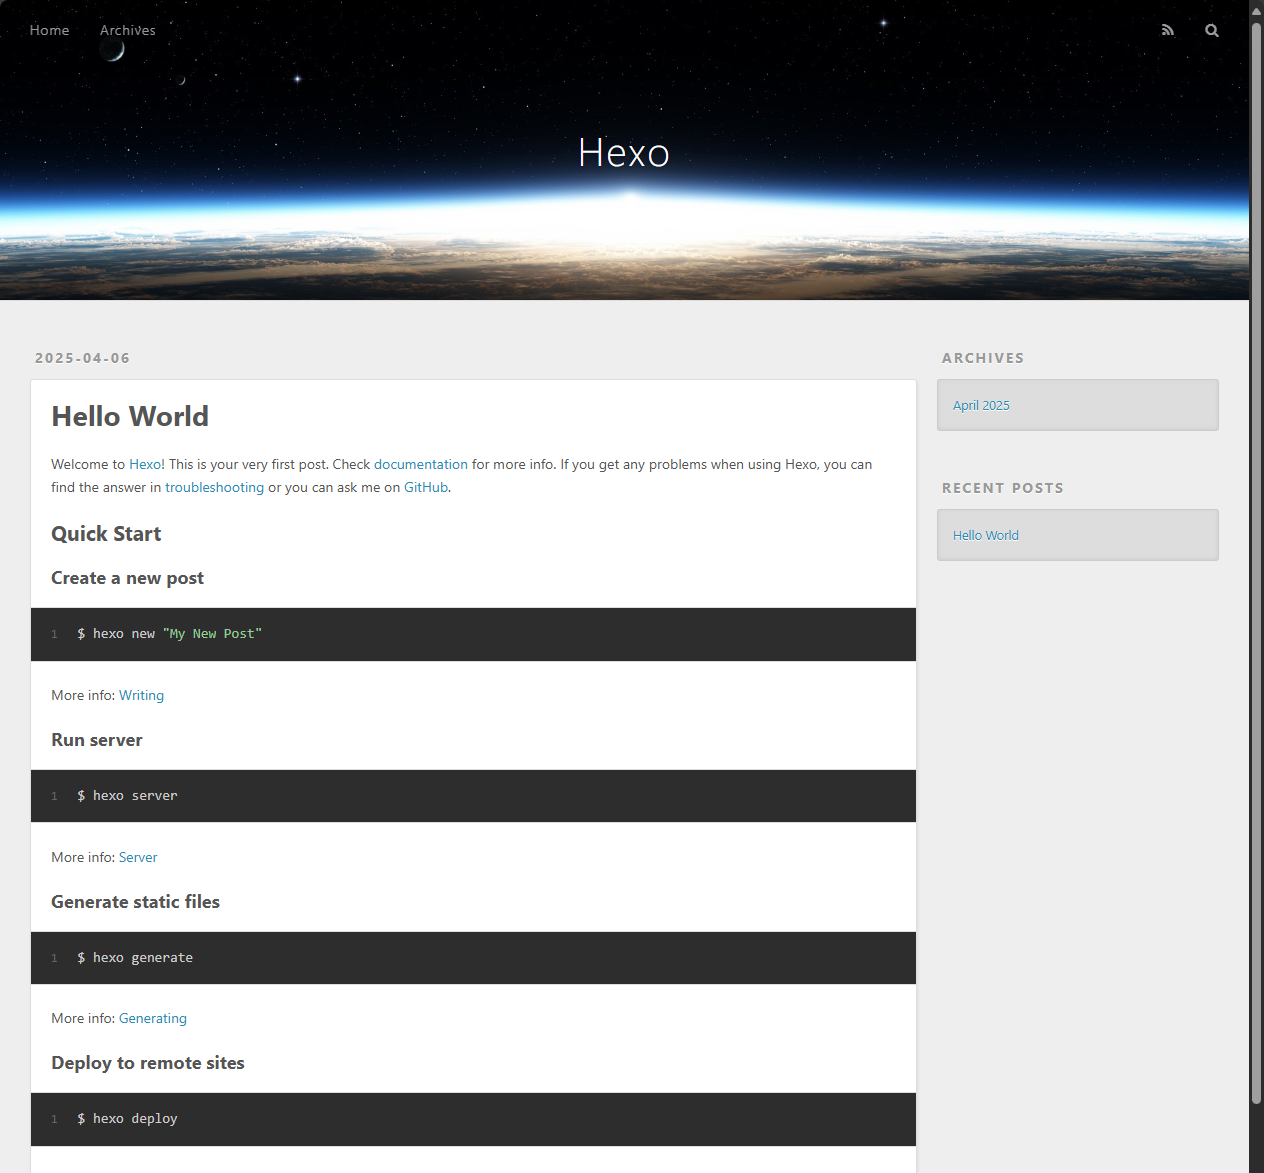 Home Archives
Hexo
2025-04-06
Hello World
Welcome to Hexo! This is your very first post. Check documentation for more info. If you get any problems when using Hexo, you can
find the answer in troubleshooting or you can ask me on GitHub.
Quick Start
Create a new post
1 $ hexo new "My New Post"
More info: Writing
Run server
1 $ hexo server
More info: Server
Generate static files
1 $ hexo generate
More info: Generating
Deploy to remote sites
1 $ hexo deploy
ARCHIVES
April 2025
RECENT POSTS
Hello World